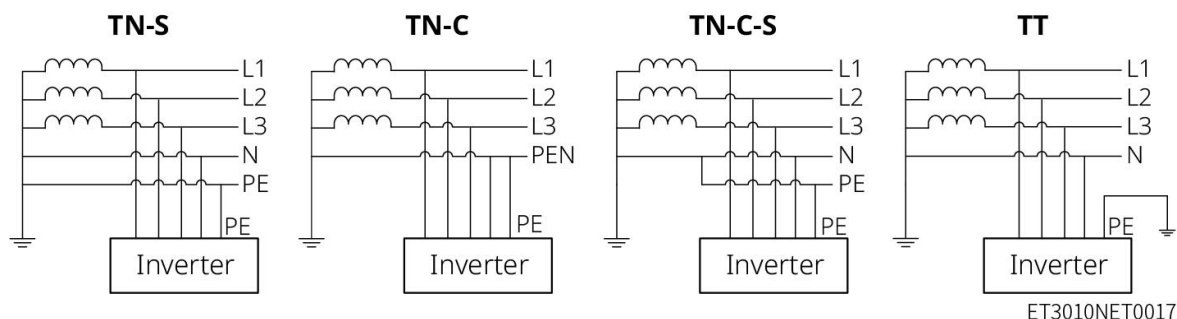 TN-S TN-C TN-C-S TT
L1 L1 L1 L1
L2 L2 L2 L2
L3 L3 L3 L3
N PEN N N
PE PE
PE PE PE PE
Inverter Inverter Inverter Inverter
ET3010NET0017